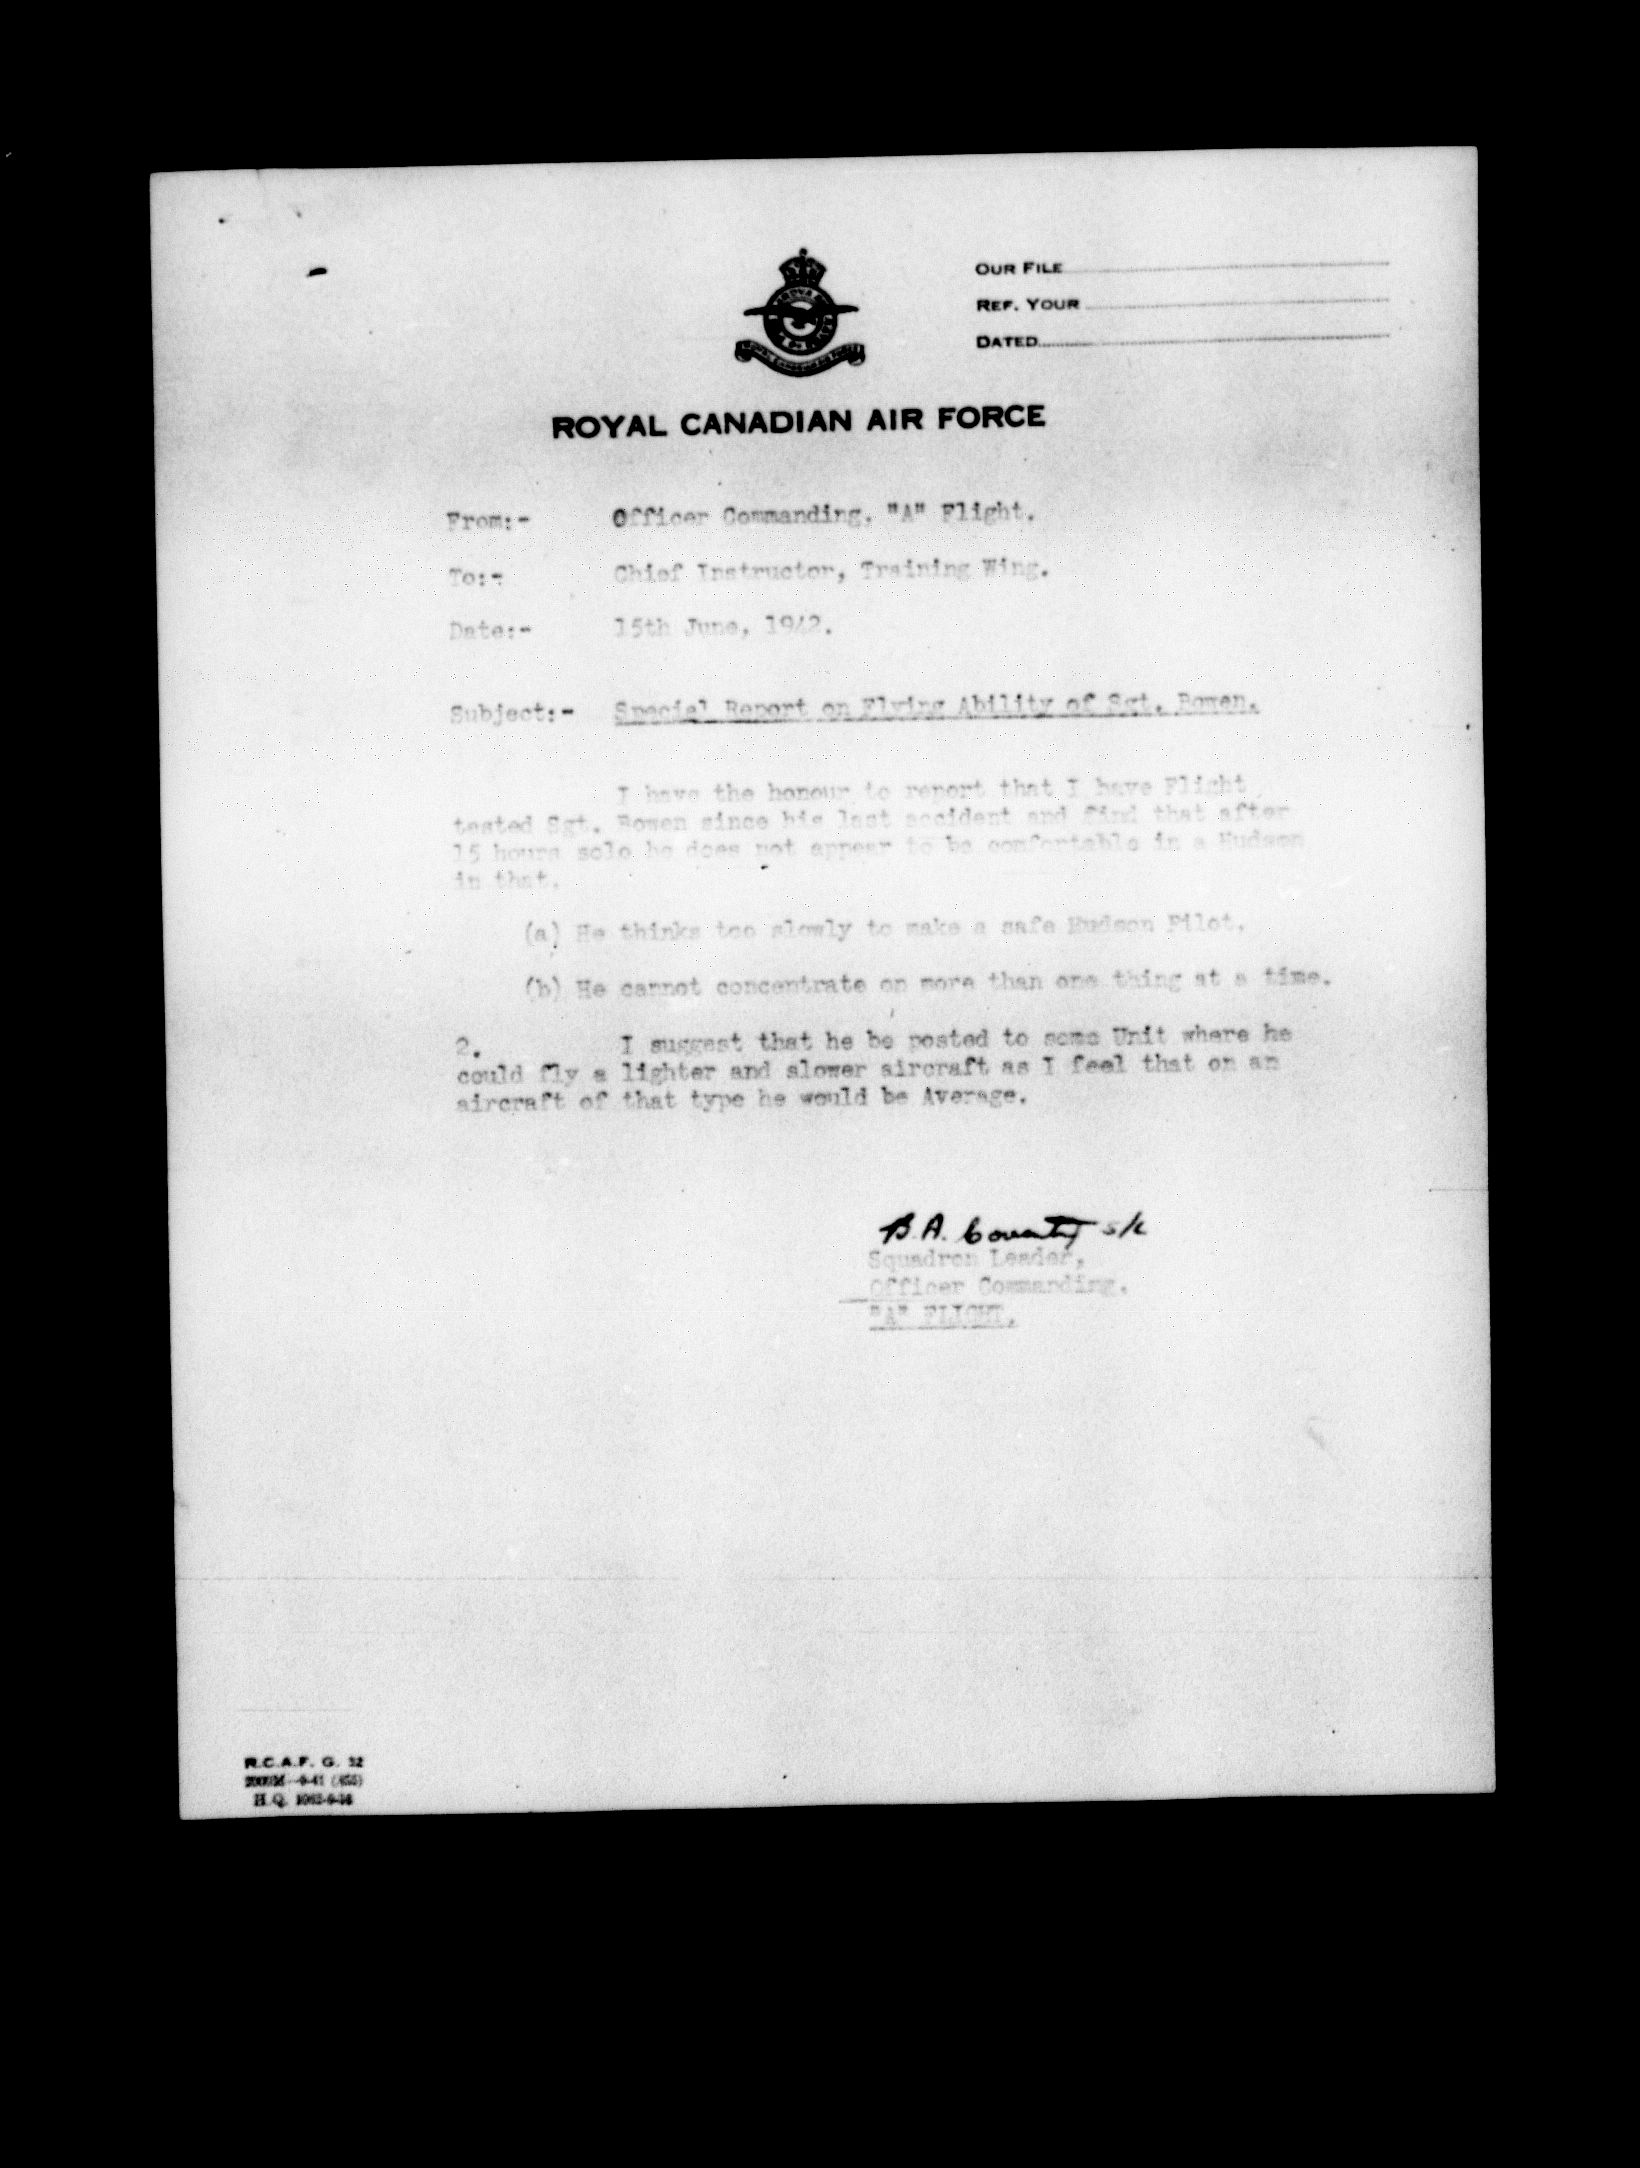 OUR FILE
REF. YOUR
DATED
ROYAL CANADIAN AIR FORCE
From:- Officer Commanding, "A" Flight.
To:- Chief Instructor, Training Wing.
Date:- 15th June, 1942.
Subject:- Special Report on Flying Ability of Sgt. Bowen.
I have the honour to report that I have Flight
tested Sgt. Bowen since his last accident and find that after
15 hours solo he does not appear to be comfortable in a Hudson
in that.
(a) He thinks too slowly to make a safe Hudson Pilot.
(b) He cannot concentrate on more than one thing at a time.
2. I suggest that he be posted to some Unit where he
could fly a lighter and slower aircraft as I feel that on an
aircraft of that type he would be Average.
B.A. Coventry S/L
Squadron Leader,
Officer Commanding.
"A" FLIGHT.
R.C.A.F. G. 32
H.Q.